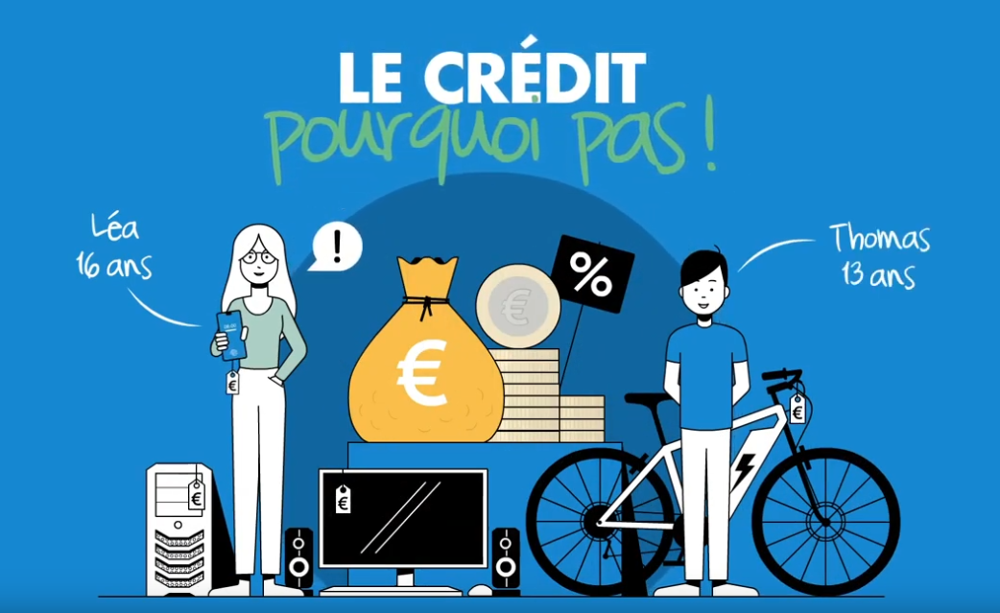 LE CRÉDIT
pourquoi pas !
Léa
16 ans
!
Thomas
13 ans
%
€
€
€
€
€
€